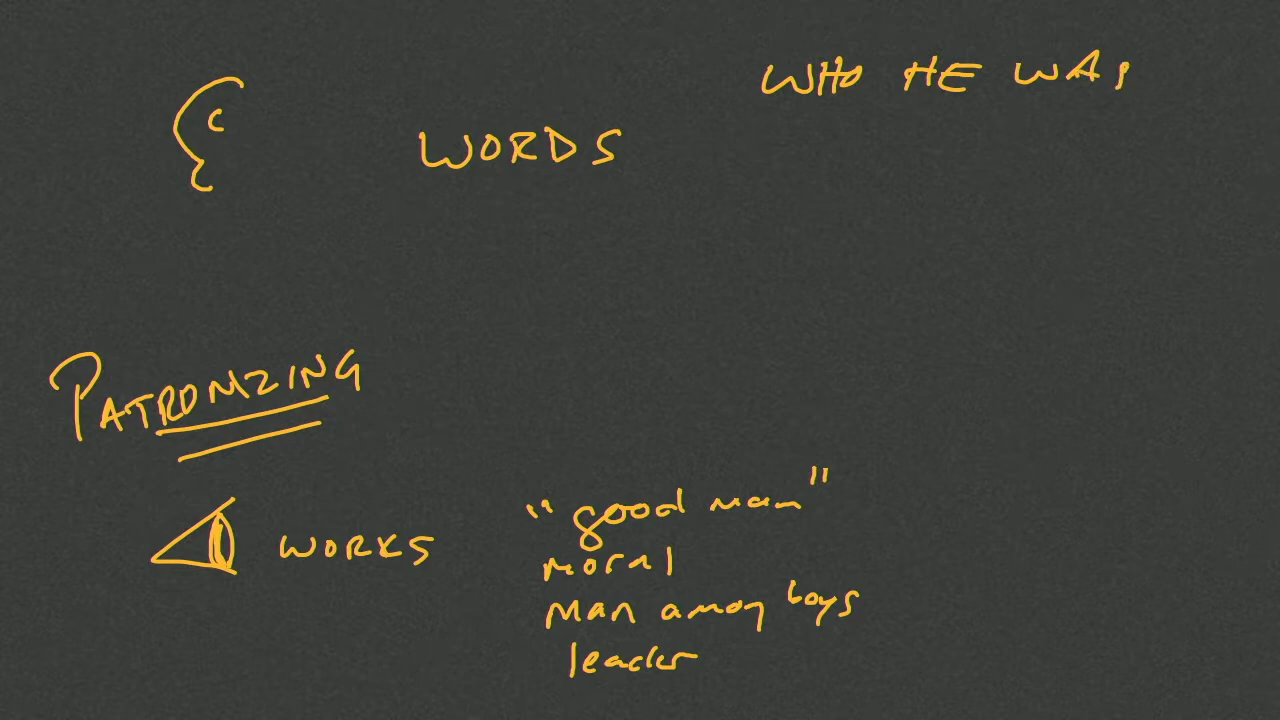 WHO HE WAS
WORDS
PATRONIZING
WORKS
"good man"
moral
man among boys
leader